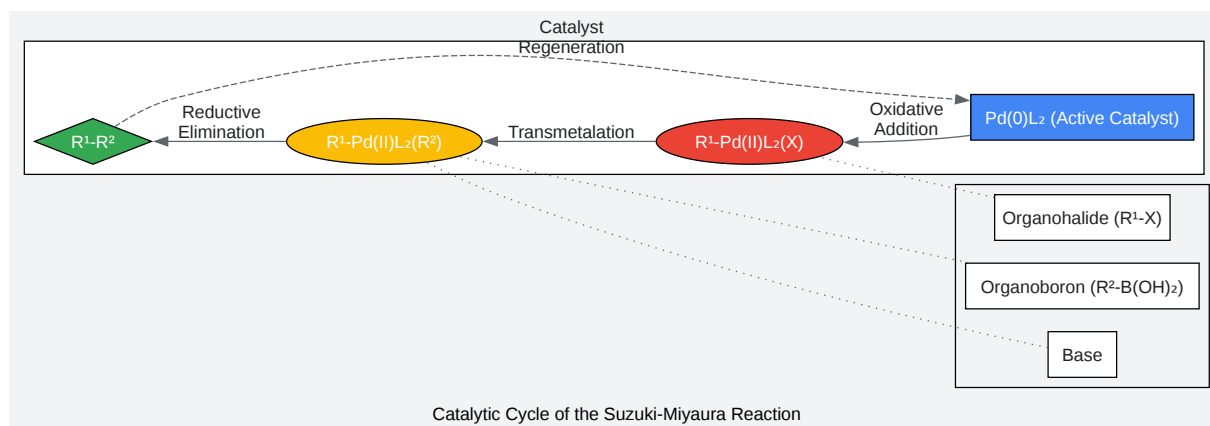 Catalyst
Regeneration
Reductive
Elimination
Transmetalation
Oxidative
Addition
Pd(0)L₂ (Active Catalyst)
R¹-R²
R¹-Pd(II)L₂(R²)
R¹-Pd(II)L₂(X)
Organohalide (R¹-X)
Organoboron (R²-B(OH)₂)
Base
Catalytic Cycle of the Suzuki-Miyaura Reaction